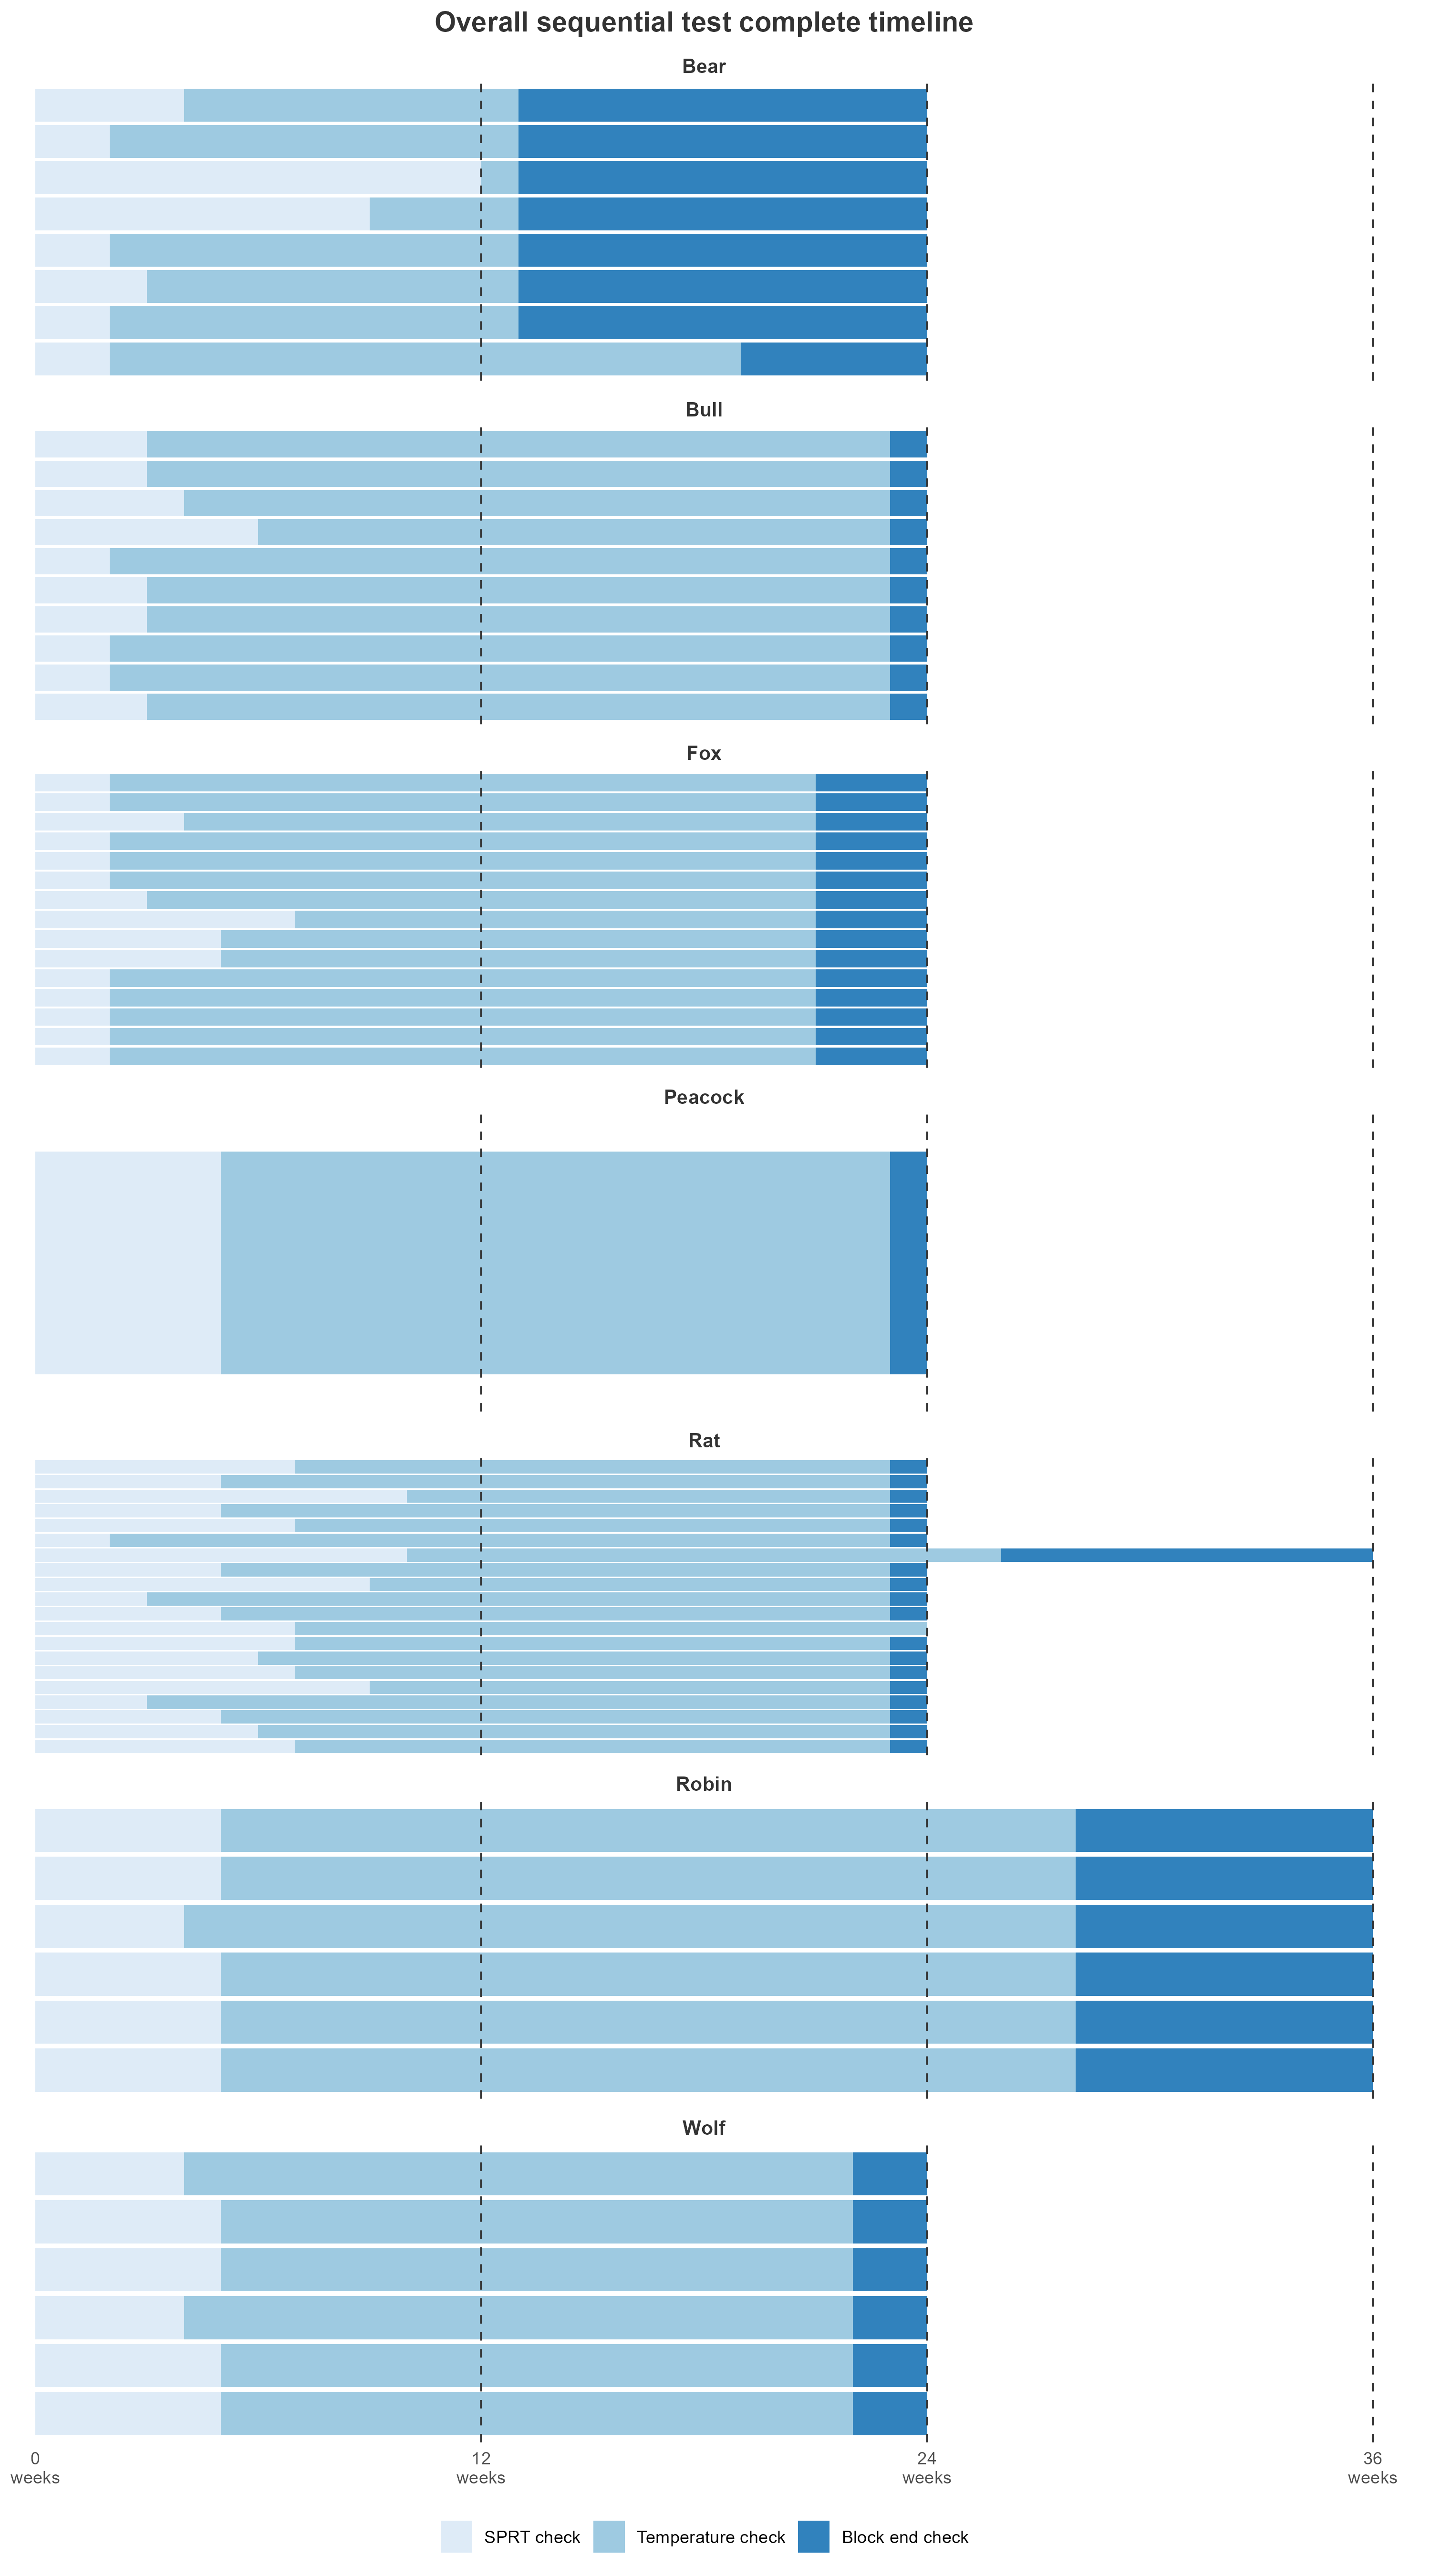 Overall sequential test complete timeline
Bear
Bull
Fox
Peacock
Rat
Robin
Wolf
0 12 24 36
weeks weeks weeks weeks
SPRT check Temperature check Block end check